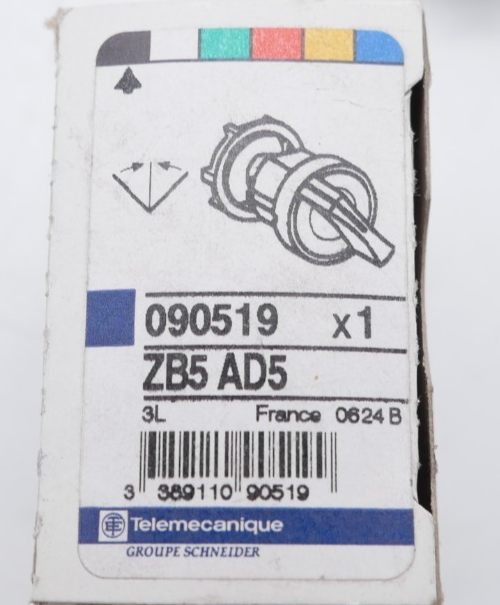 090519 x1
ZB5 AD5
3L France 0624 B
3 389110 90519
Telemecanique
GROUPE SCHNEIDER